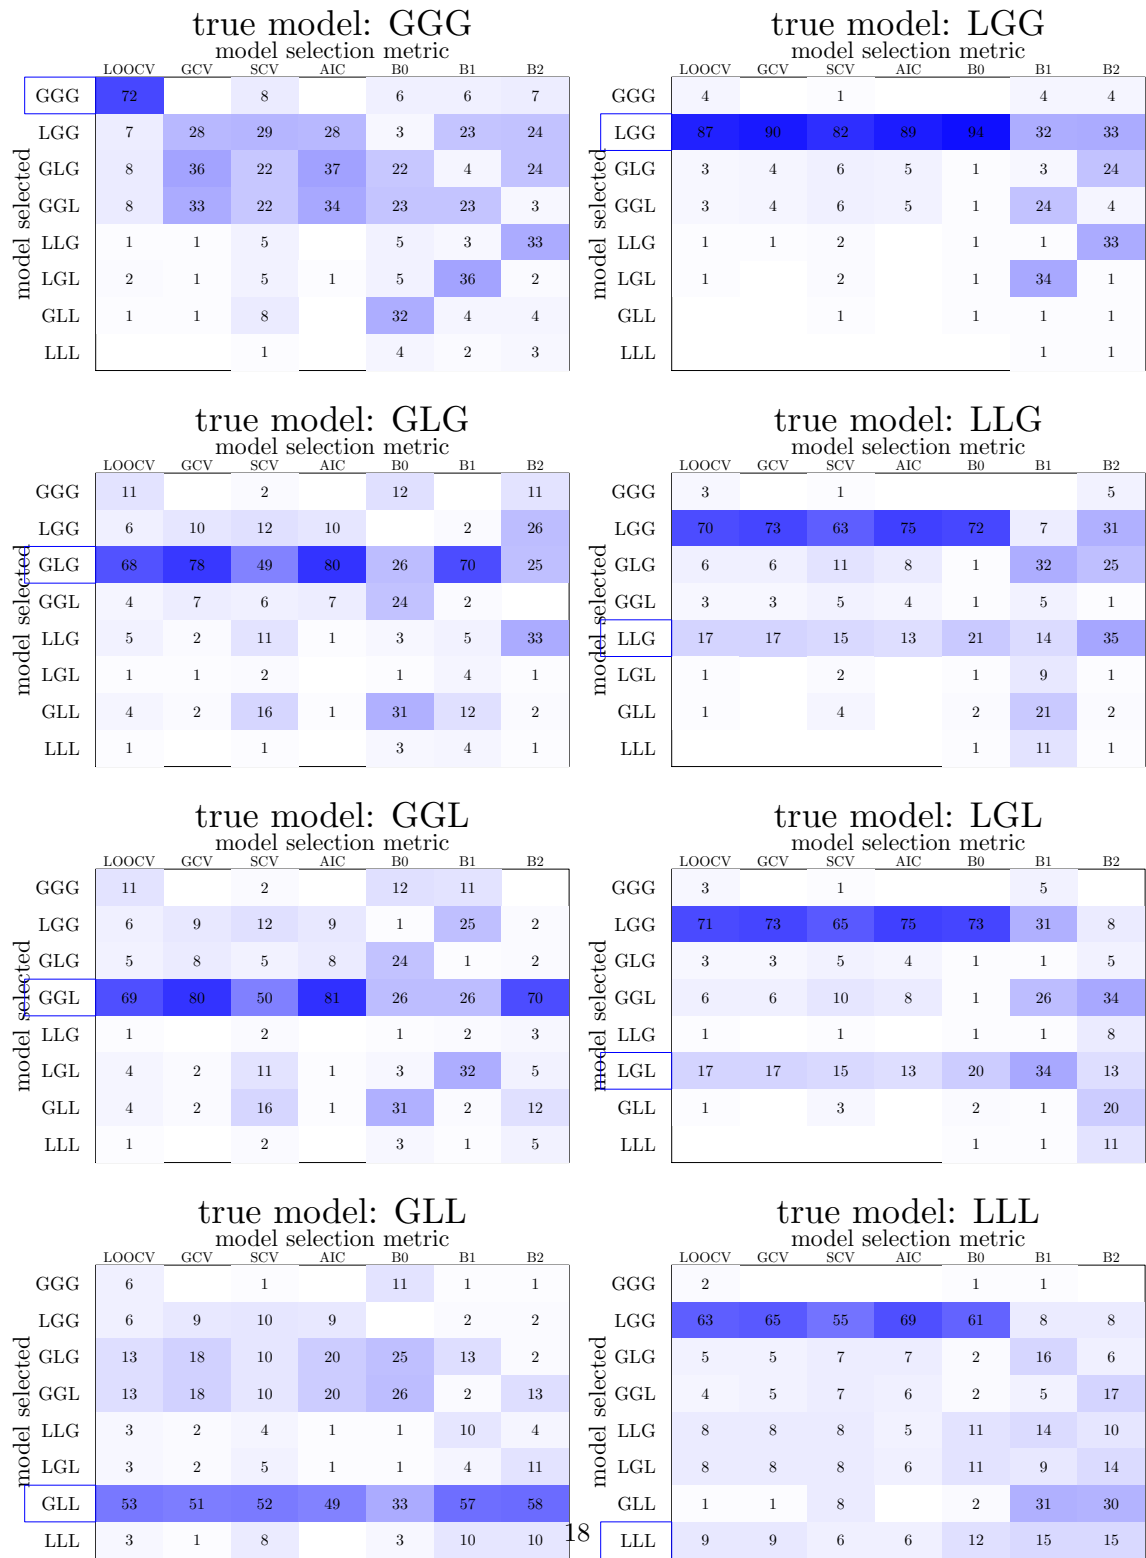 true model: GGG
model selection metric
LOOCV GCV SCV AIC B0 B1 B2
model selected
GGG 72 8 6 6 7
LGG 7 28 29 28 3 23 24
GLG 8 36 22 37 22 4 24
GGL 8 33 22 34 23 23 3
LLG 1 1 5 5 3 33
LGL 2 1 5 1 5 36 2
GLL 1 1 8 32 4 4
LLL 1 4 2 3
true model: LGG
model selection metric
LOOCV GCV SCV AIC B0 B1 B2
model selected
GGG 4 1 4 4
LGG 87 90 82 89 94 32 33
GLG 3 4 6 5 1 3 24
GGL 3 4 6 5 1 24 4
LLG 1 1 2 1 1 33
LGL 1 2 1 34 1
GLL 1 1 1 1
LLL 1 1
true model: GLG
model selection metric
LOOCV GCV SCV AIC B0 B1 B2
model selected
GGG 11 2 12 11
LGG 6 10 12 10 2 26
GLG 68 78 49 80 26 70 25
GGL 4 7 6 7 24 2
LLG 5 2 11 1 3 5 33
LGL 1 1 2 1 4 1
GLL 4 2 16 1 31 12 2
LLL 1 1 3 4 1
true model: LLG
model selection metric
LOOCV GCV SCV AIC B0 B1 B2
model selected
GGG 3 1 5
LGG 70 73 63 75 72 7 31
GLG 6 6 11 8 1 32 25
GGL 3 3 5 4 1 5 1
LLG 17 17 15 13 21 14 35
LGL 1 2 1 9 1
GLL 1 4 2 21 2
LLL 1 11 1
true model: GGL
model selection metric
LOOCV GCV SCV AIC B0 B1 B2
model selected
GGG 11 2 12 11
LGG 6 9 12 9 1 25 2
GLG 5 8 5 8 24 1 2
GGL 69 80 50 81 26 26 70
LLG 1 2 1 2 3
LGL 4 2 11 1 3 32 5
GLL 4 2 16 1 31 2 12
LLL 1 2 3 1 5
true model: LGL
model selection metric
LOOCV GCV SCV AIC B0 B1 B2
model selected
GGG 3 1 5
LGG 71 73 65 75 73 31 8
GLG 3 3 5 4 1 1 5
GGL 6 6 10 8 1 26 34
LLG 1 1 1 1 8
LGL 17 17 15 13 20 34 13
GLL 1 3 2 1 20
LLL 1 1 11
true model: GLL
model selection metric
LOOCV GCV SCV AIC B0 B1 B2
model selected
GGG 6 1 11 1 1
LGG 6 9 10 9 2 2
GLG 13 18 10 20 25 13 2
GGL 13 18 10 20 26 2 13
LLG 3 2 4 1 1 10 4
LGL 3 2 5 1 1 4 11
GLL 53 51 52 49 33 57 58
LLL 3 1 8 3 10 10
true model: LLL
model selection metric
LOOCV GCV SCV AIC B0 B1 B2
model selected
GGG 2 1 1
LGG 63 65 55 69 61 8 8
GLG 5 5 7 7 2 16 6
GGL 4 5 7 6 2 5 17
LLG 8 8 8 5 11 14 10
LGL 8 8 8 6 11 9 14
GLL 1 1 8 2 31 30
LLL 9 9 6 6 12 15 15
18